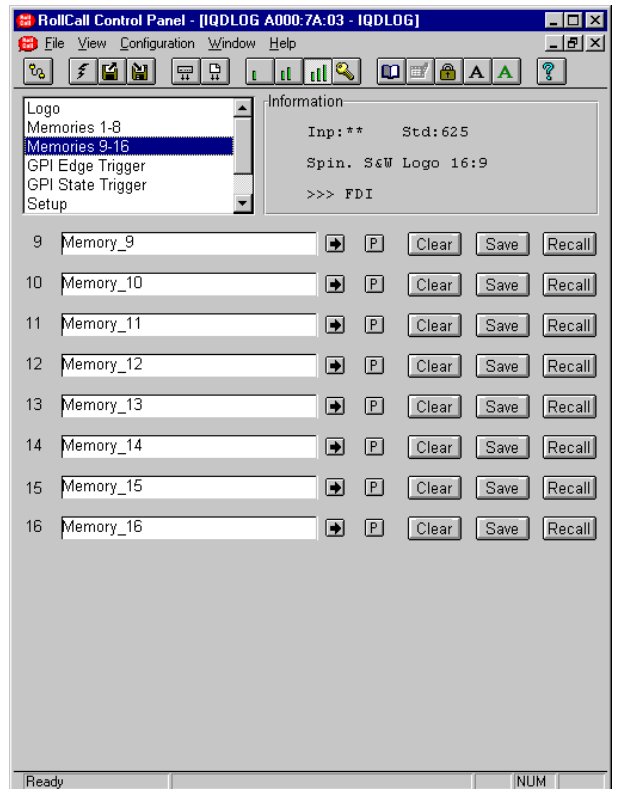 RollCall Control Panel - [IQDLOG A000:7A:03 - IQDLOG]
File View Configuration Window Help
A A ?
Logo
Memories 1-8
Memories 9-16
GPI Edge Trigger
GPI State Trigger
Setup
Information
Inp:** Std:625
Spin. S&W Logo 16:9
>>> FDI
9 Memory_9 P Clear Save Recall
10 Memory_10 P Clear Save Recall
11 Memory_11 P Clear Save Recall
12 Memory_12 P Clear Save Recall
13 Memory_13 P Clear Save Recall
14 Memory_14 P Clear Save Recall
15 Memory_15 P Clear Save Recall
16 Memory_16 P Clear Save Recall
Ready NUM